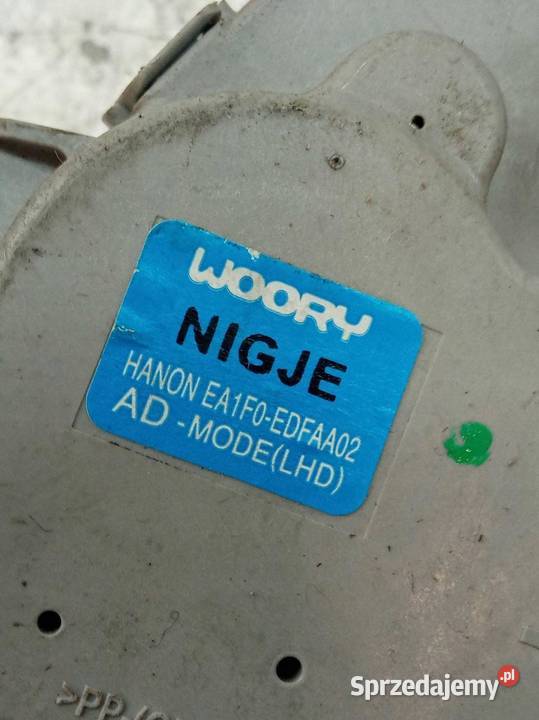 WOORY
NIGJE
HANON EA1F0-EDFAA02
AD -MODE(LHD)
Sprzedajemy.pl